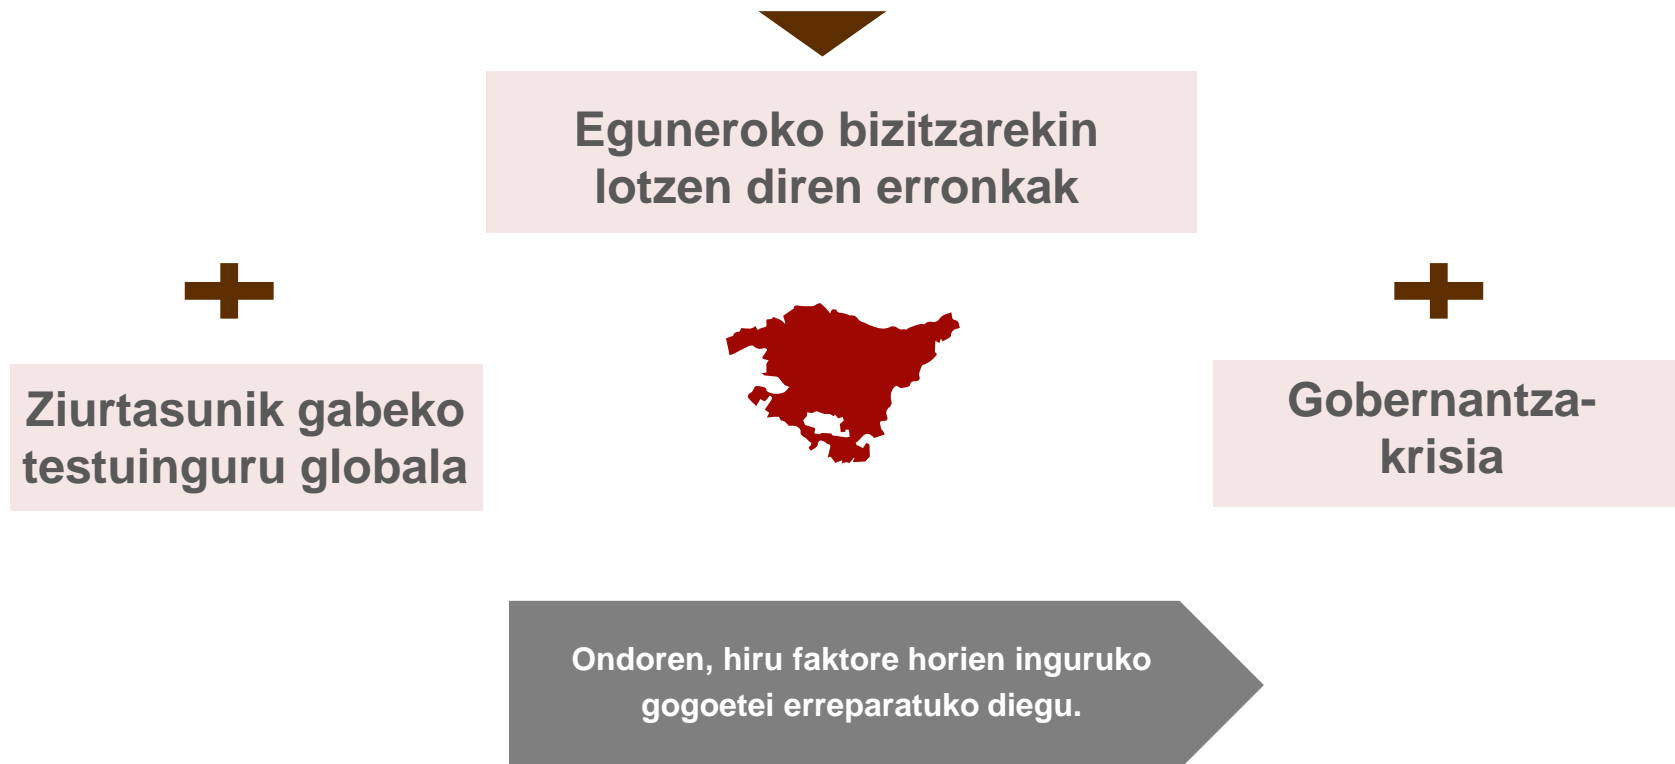 Eguneroko bizitzarekin
lotzen diren erronkak
Ziurtasunik gabeko
testuinguru globala
Gobernantza-
krisia
Ondoren, hiru faktore horien inguruko
gogoetei erreparatuko diegu.